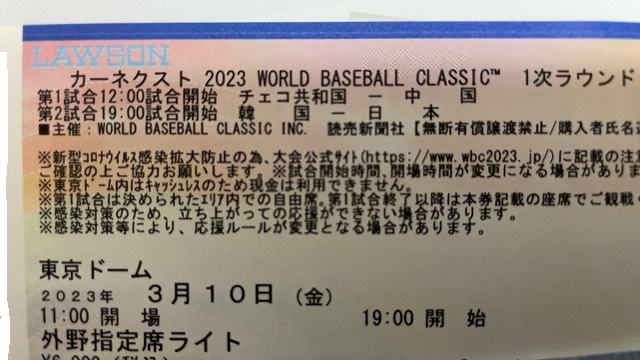 LAWSON
カーネクスト 2023 WORLD BASEBALL CLASSIC™ 1次ラウンド
第1試合12:00試合開始 チェコ共和国 － 中 国
第2試合19:00試合開始 韓 国 － 日 本
■主催：WORLD BASEBALL CLASSIC INC. 読売新聞社【無断有償譲渡禁止/購入者氏名
※新型コロナウイルス感染拡大防止の為、大会公式サイト(https://www.wbc2023.jp/)に記載の注意
ご確認の上ご協力お願いします。※試合開始時間、開場時間が変更になる場合がありま
※東京ドーム内はキャッシュレスのため現金は利用できません。
※第1試合は決められたエリア内での自由席。第1試合終了以降は本券記載の座席でご観戦く
※感染対策のため、立ち上がっての応援ができない場合があります。
※感染対策等により、応援ルールが変更となる場合があります。
東京ドーム
2023年 3月10日（金）
11:00 開 場 19:00 開 始
外野指定席ライト